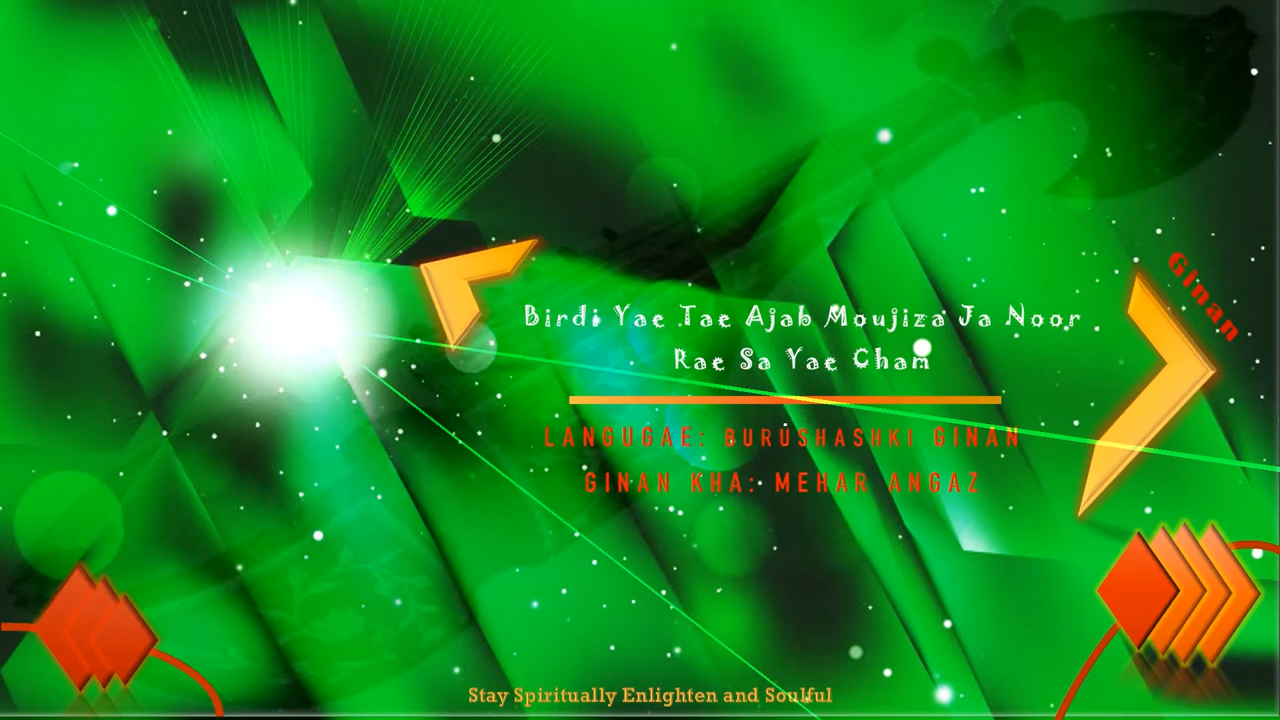 Ginan
Birdi Yae Tae Ajab Moujiza Ja Noor
Rae Sa Yae Cham
LANGUGAE: BURUSHASHKI GINAN
GINAN KHA: MEHAR ANGAZ
Stay Spiritually Enlighten and Soulful